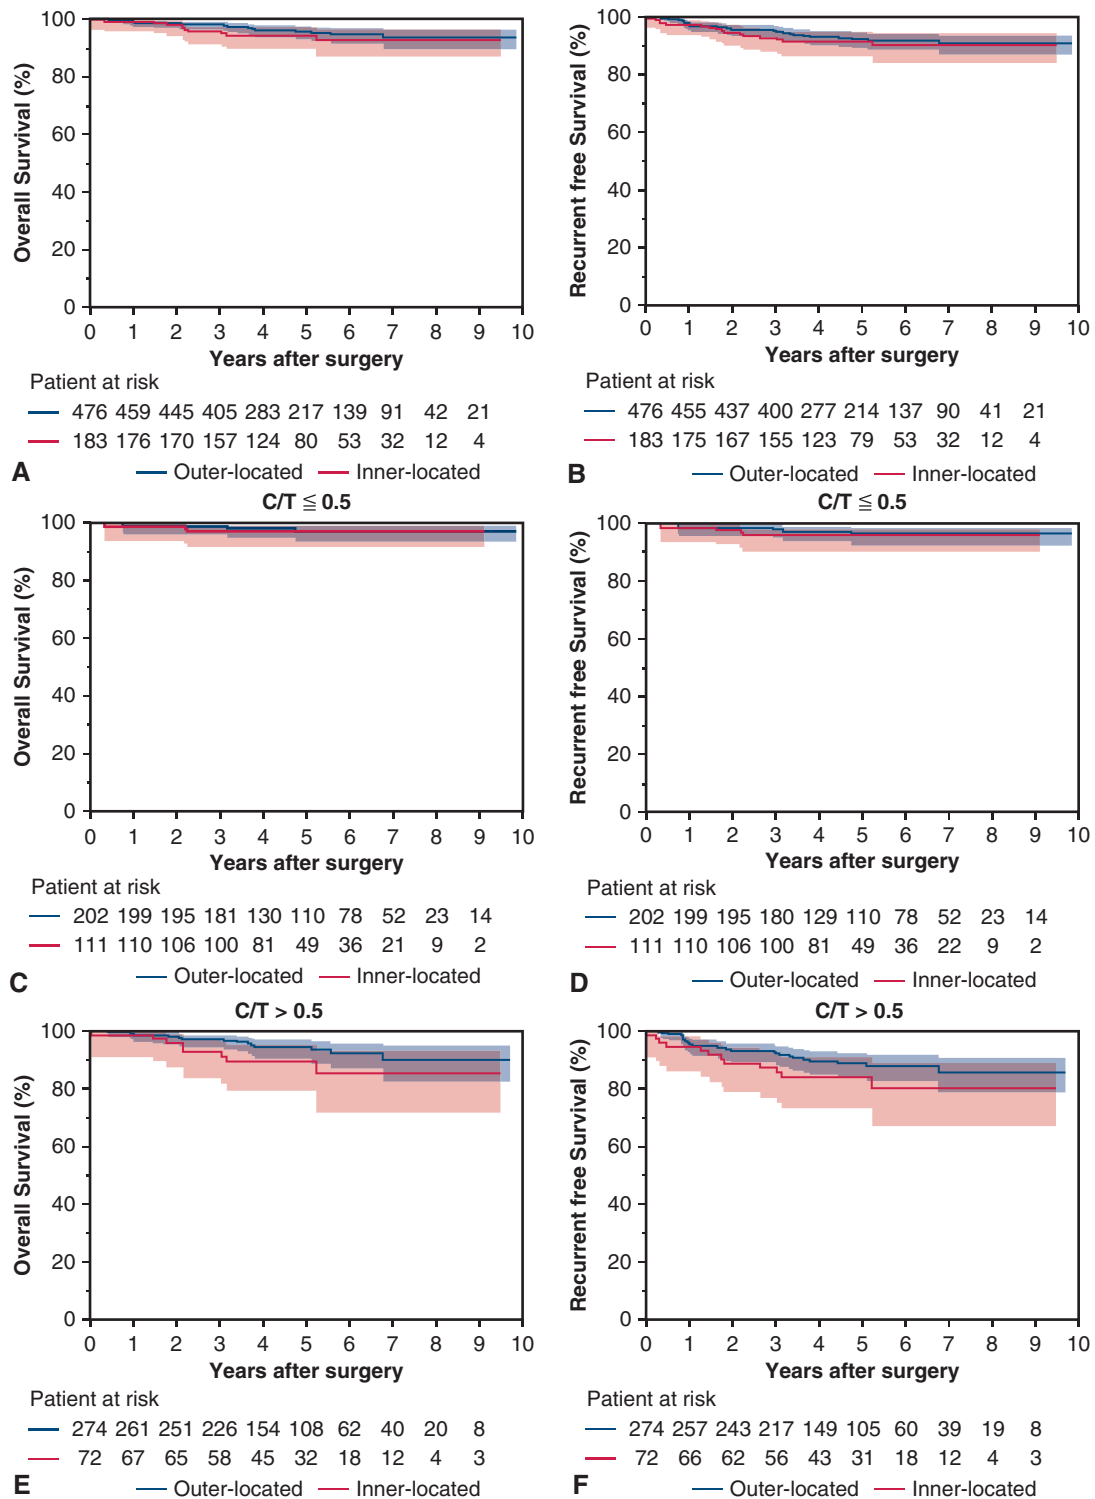 100
80
60
40
20
0
Overall Survival (%)
0 1 2 3 4 5 6 7 8 9 10
Years after surgery
Patient at risk
476 459 445 405 283 217 139 91 42 21
183 176 170 157 124 80 53 32 12 4
Outer-located Inner-located
A
100
80
60
40
20
0
Recurrent free Survival (%)
0 1 2 3 4 5 6 7 8 9 10
Years after surgery
Patient at risk
476 455 437 400 277 214 137 90 41 21
183 175 167 155 123 79 53 32 12 4
Outer-located Inner-located
B
C/T ≦ 0.5
100
80
60
40
20
0
Overall Survival (%)
0 1 2 3 4 5 6 7 8 9 10
Years after surgery
Patient at risk
202 199 195 181 130 110 78 52 23 14
111 110 106 100 81 49 36 21 9 2
Outer-located Inner-located
C
C/T ≦ 0.5
100
80
60
40
20
0
Recurrent free Survival (%)
0 1 2 3 4 5 6 7 8 9 10
Years after surgery
Patient at risk
202 199 195 180 129 110 78 52 23 14
111 110 106 100 81 49 36 22 9 2
Outer-located Inner-located
D
C/T > 0.5
100
80
60
40
20
0
Overall Survival (%)
0 1 2 3 4 5 6 7 8 9 10
Years after surgery
Patient at risk
274 261 251 226 154 108 62 40 20 8
72 67 65 58 45 32 18 12 4 3
Outer-located Inner-located
E
C/T > 0.5
100
80
60
40
20
0
Recurrent free Survival (%)
0 1 2 3 4 5 6 7 8 9 10
Years after surgery
Patient at risk
274 257 243 217 149 105 60 39 19 8
72 66 62 56 43 31 18 12 4 3
Outer-located Inner-located
F